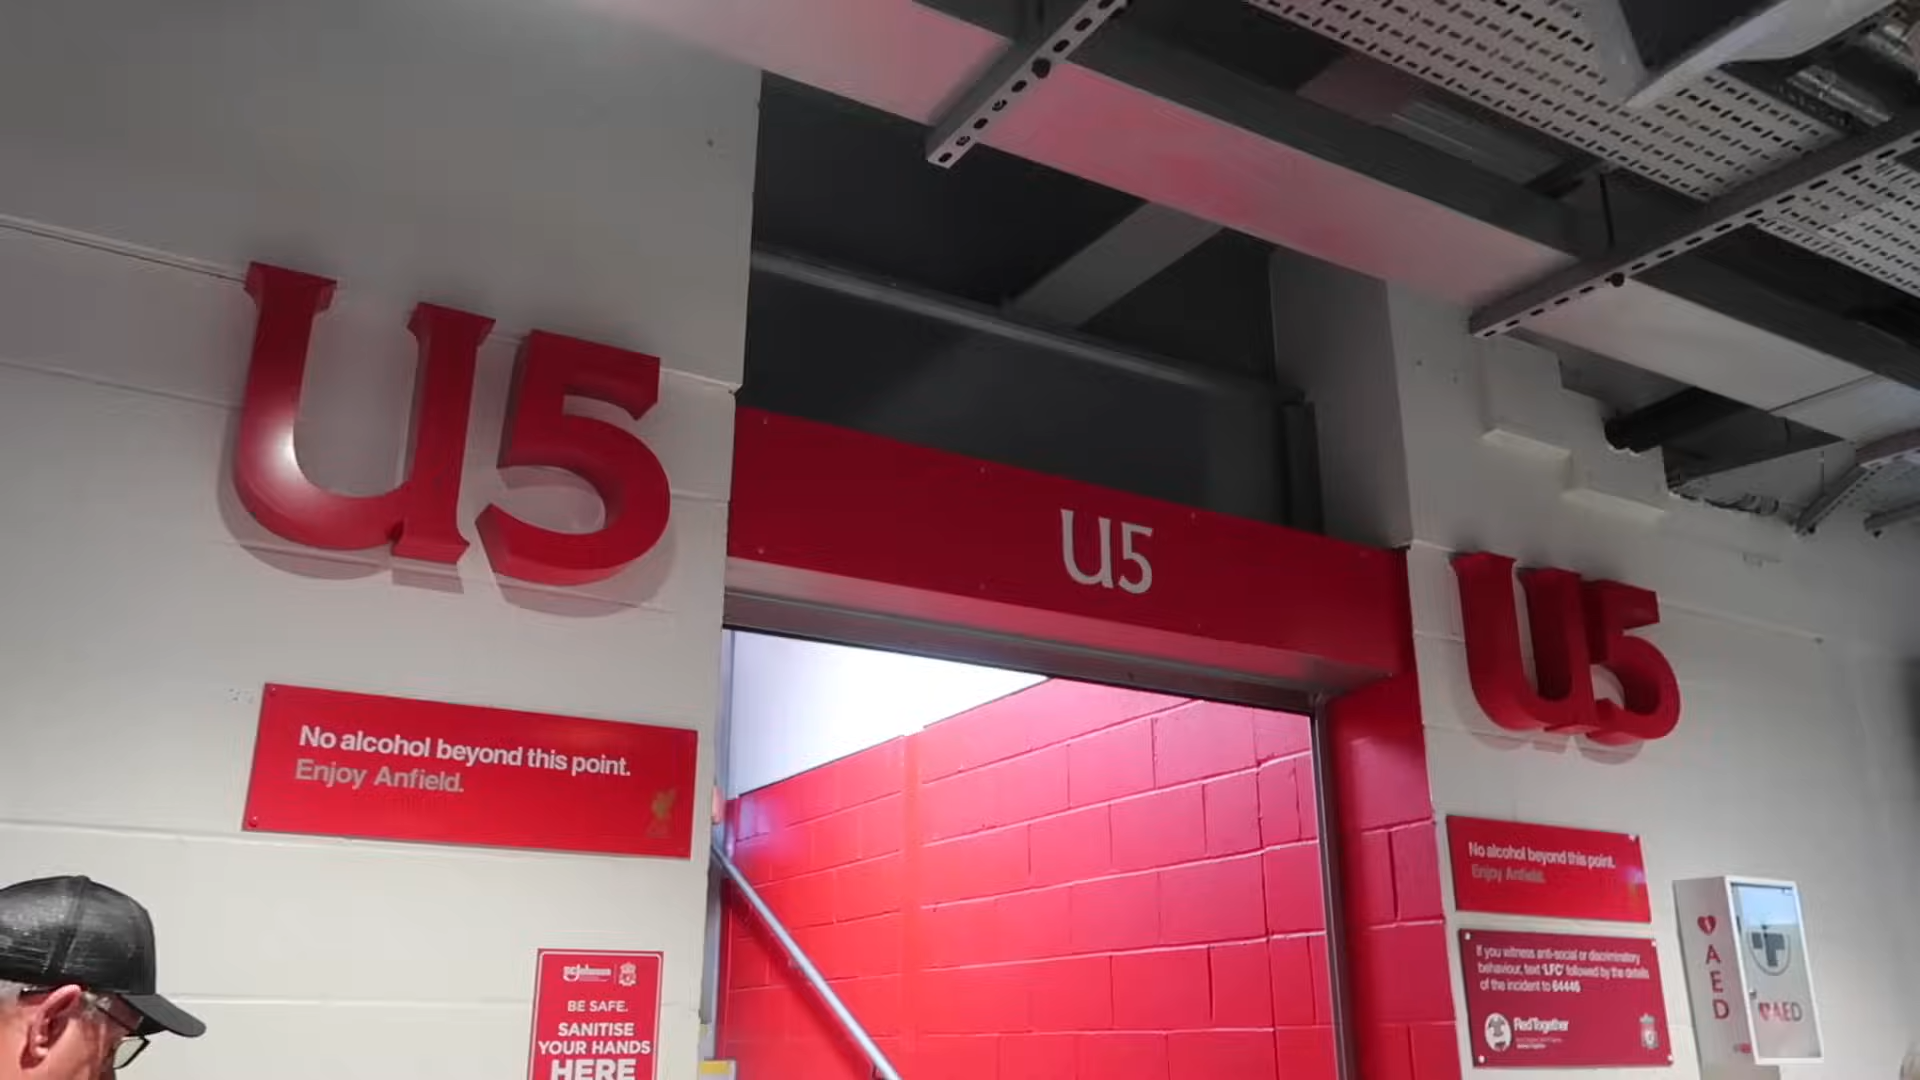 U5
U5
U5
No alcohol beyond this point.
Enjoy Anfield.
SC Johnson
BE SAFE.
SANITISE
YOUR HANDS
HERE
No alcohol beyond this point.
Enjoy Anfield.
If you witness anti-social or discriminatory
behaviour, text 'LFC' followed by the details
of the incident to 64446
Red Together
AED
AED